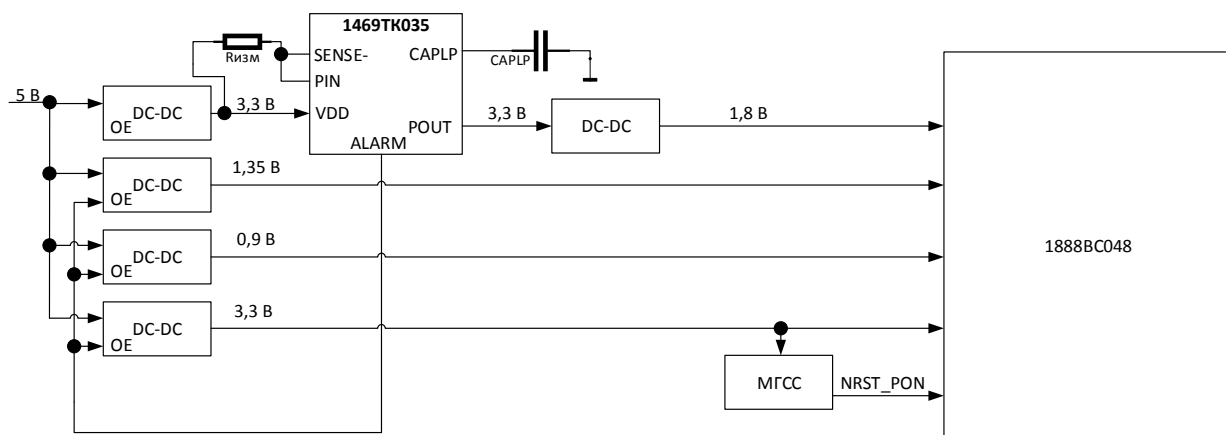 1469ТК035
SENSE-
PIN
VDD
CAPLP
POUT
ALARM
Rизм
CAPLP
5 В
DC-DC
OE
3,3 В
3,3 В
DC-DC
1,8 В
DC-DC
OE
1,35 В
DC-DC
OE
0,9 В
1888ВС048
DC-DC
OE
3,3 В
МГСС
NRST_PON